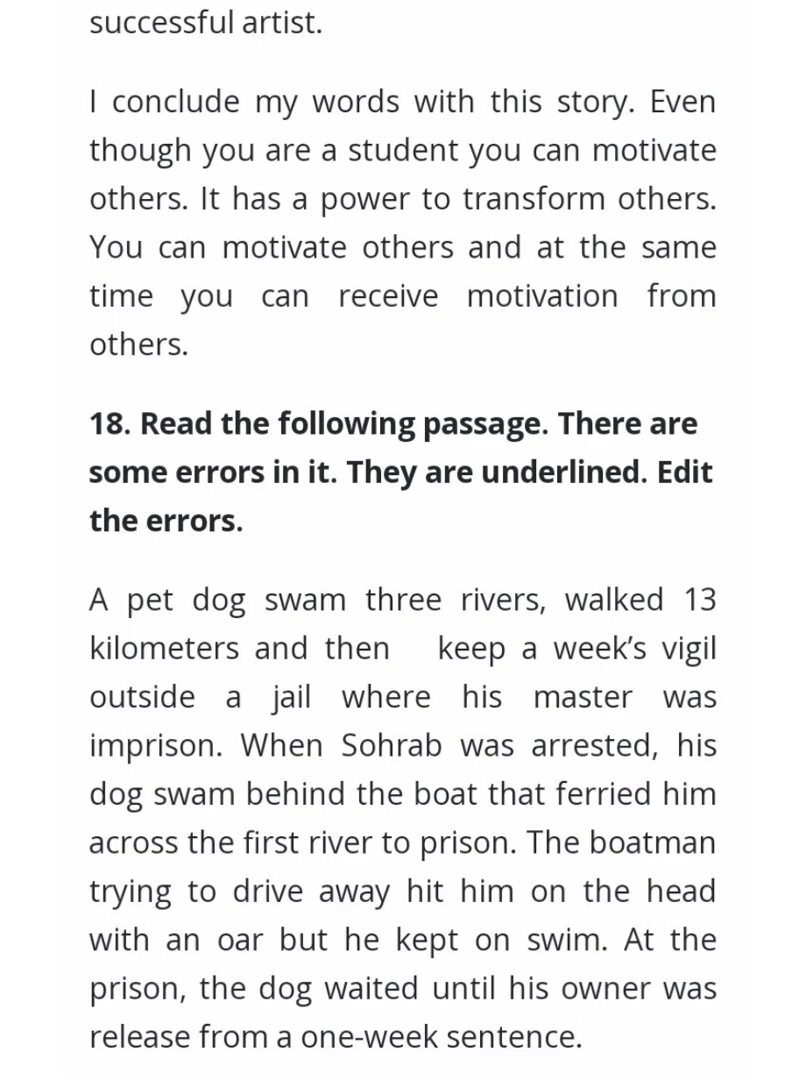 successful artist.
I conclude my words with this story. Even
though you are a student you can motivate
others. It has a power to transform others.
You can motivate others and at the same
time you can receive motivation from
others.
18. Read the following passage. There are
some errors in it. They are underlined. Edit
the errors.
A pet dog swam three rivers, walked 13
kilometers and then keep a week’s vigil
outside a jail where his master was
imprison. When Sohrab was arrested, his
dog swam behind the boat that ferried him
across the first river to prison. The boatman
trying to drive away hit him on the head
with an oar but he kept on swim. At the
prison, the dog waited until his owner was
release from a one-week sentence.